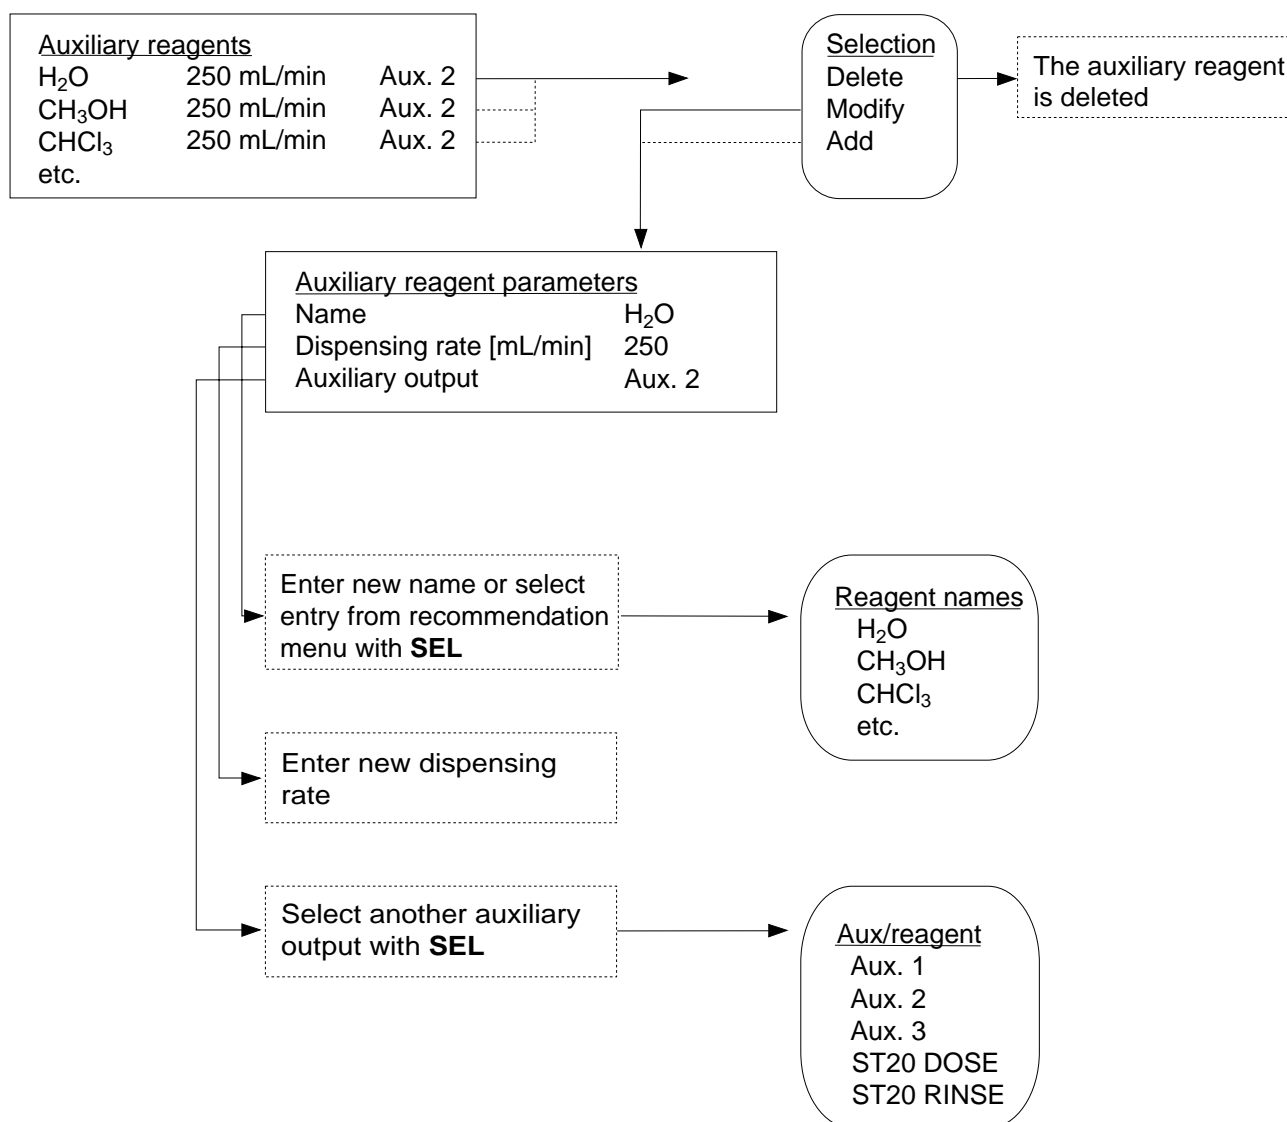 Auxiliary reagents
H₂O 250 mL/min Aux. 2
CH₃OH 250 mL/min Aux. 2
CHCl₃ 250 mL/min Aux. 2
etc.
Selection
Delete
Modify
Add
The auxiliary reagent
is deleted
Auxiliary reagent parameters
Name H₂O
Dispensing rate [mL/min] 250
Auxiliary output Aux. 2
Enter new name or select
entry from recommendation
menu with SEL
Reagent names
H₂O
CH₃OH
CHCl₃
etc.
Enter new dispensing
rate
Select another auxiliary
output with SEL
Aux/reagent
Aux. 1
Aux. 2
Aux. 3
ST20 DOSE
ST20 RINSE